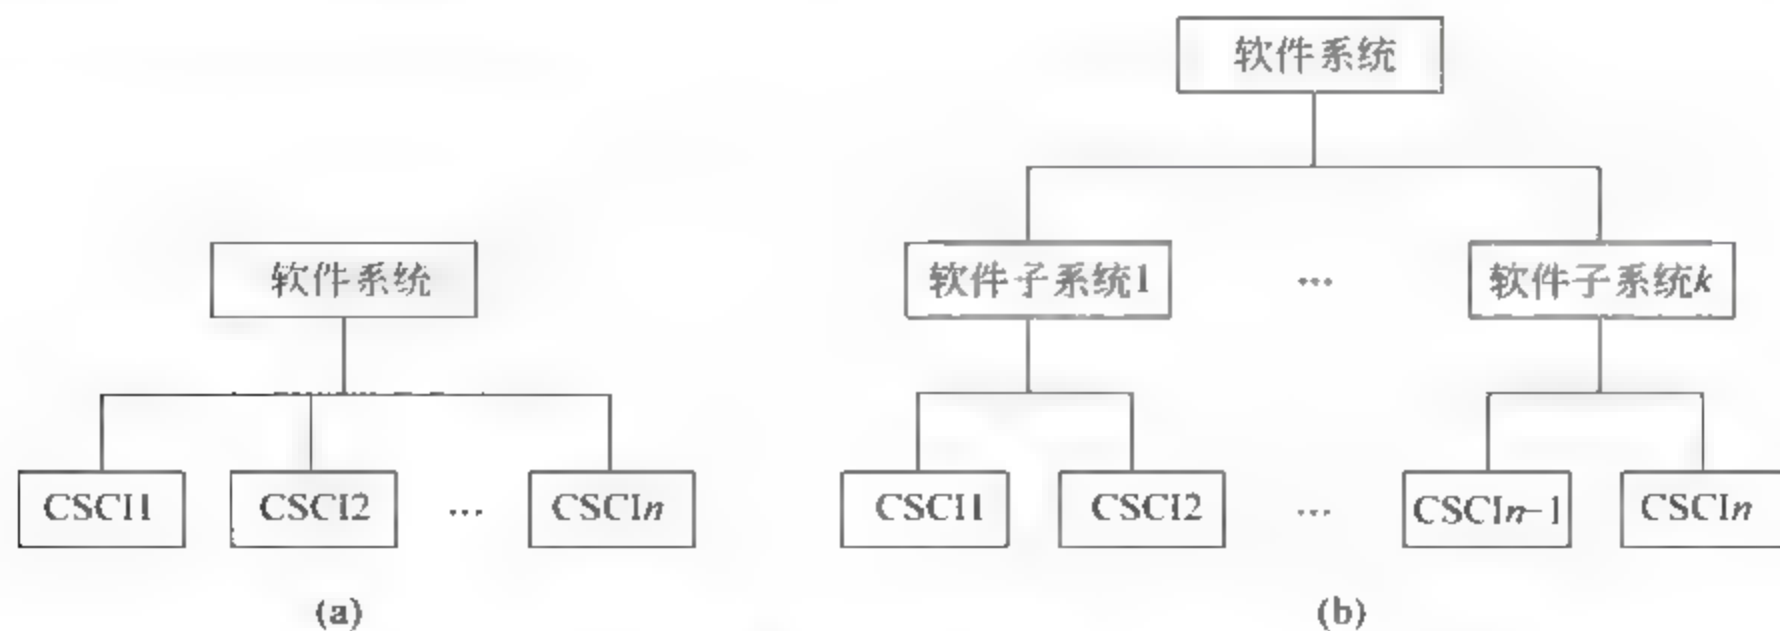 软件系统
软件系统
软件子系统1 … 软件子系统k
CSCI1 CSCI2 … CSCIn
CSCI1 CSCI2 … CSCIn-1 CSCIn
(a)
(b)